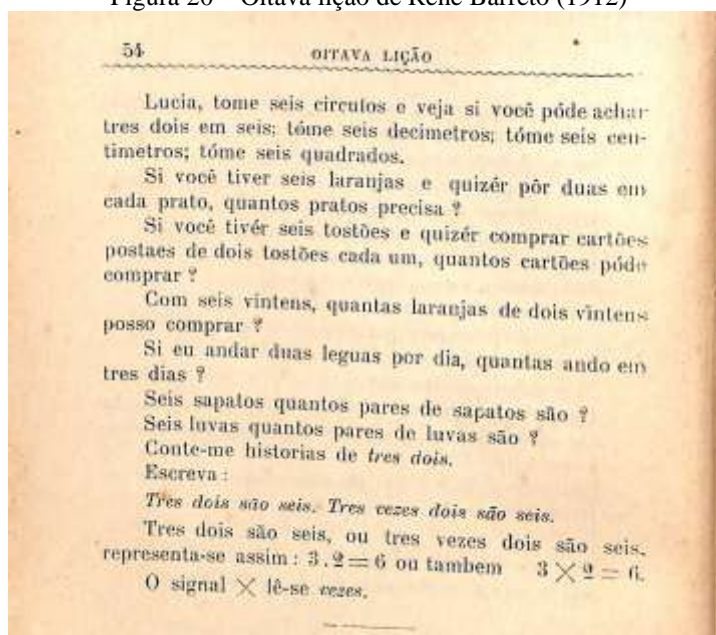 Figura 20 – Oitava lição de René Barreto (1912)
54 OITAVA LIÇÃO
Lucia, tome seis circulos e veja si você póde achar
tres dois em seis; tóme seis decimetros; tóme seis cen-
timetros; tóme seis quadrados.
Si você tiver seis laranjas e quizér pôr duas em
cada prato, quantos pratos precisa ?
Si você tivér seis tostões e quizér comprar cartões
postaes de dois tostões cada um, quantos cartões póde
comprar ?
Com seis vintens, quantas laranjas de dois vintens
posso comprar ?
Si eu andar duas leguas por dia, quantas ando em
tres dias ?
Seis sapatos quantos pares de sapatos são ?
Seis luvas quantos pares de luvas são ?
Conte-me historias de tres dois.
Escreva :
Tres dois são seis. Tres vezes dois são seis.
Tres dois são seis, ou tres vezes dois são seis,
representa-se assim : 3 . 2 = 6 ou tambem 3 × 2 = 6.
O signal × lê-se vezes.